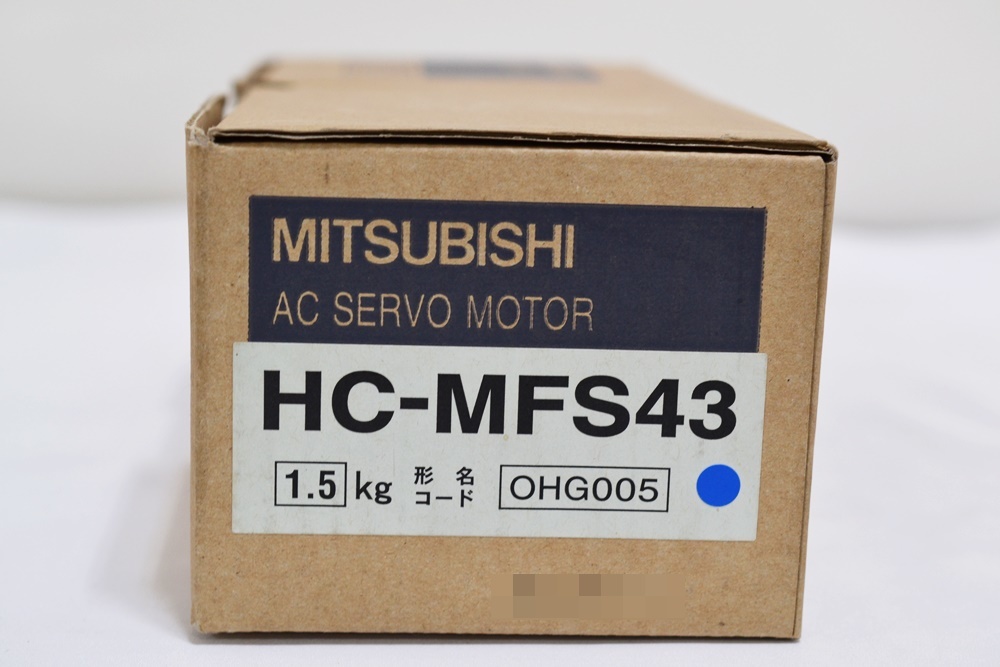 MITSUBISHI
AC SERVO MOTOR
HC-MFS43
1.5 kg 形名 コード OHG005